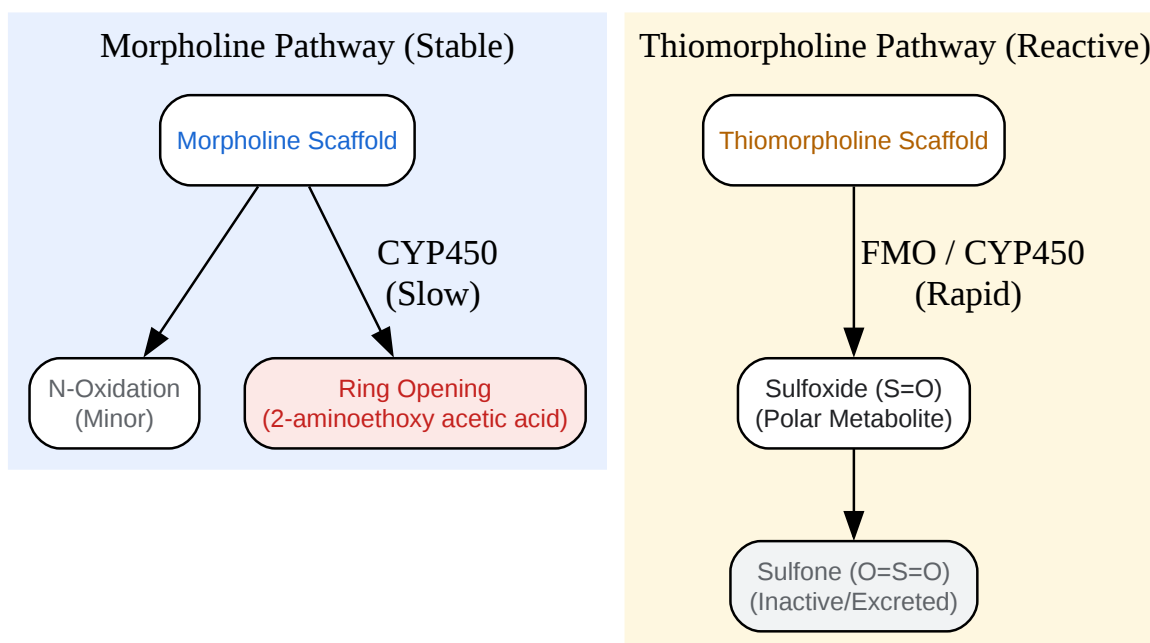 Morpholine Pathway (Stable)
Morpholine Scaffold
CYP450
(Slow)
N-Oxidation
(Minor)
Ring Opening
(2-aminoethoxy acetic acid)
Thiomorpholine Pathway (Reactive)
Thiomorpholine Scaffold
FMO / CYP450
(Rapid)
Sulfoxide (S=O)
(Polar Metabolite)
Sulfone (O=S=O)
(Inactive/Excreted)